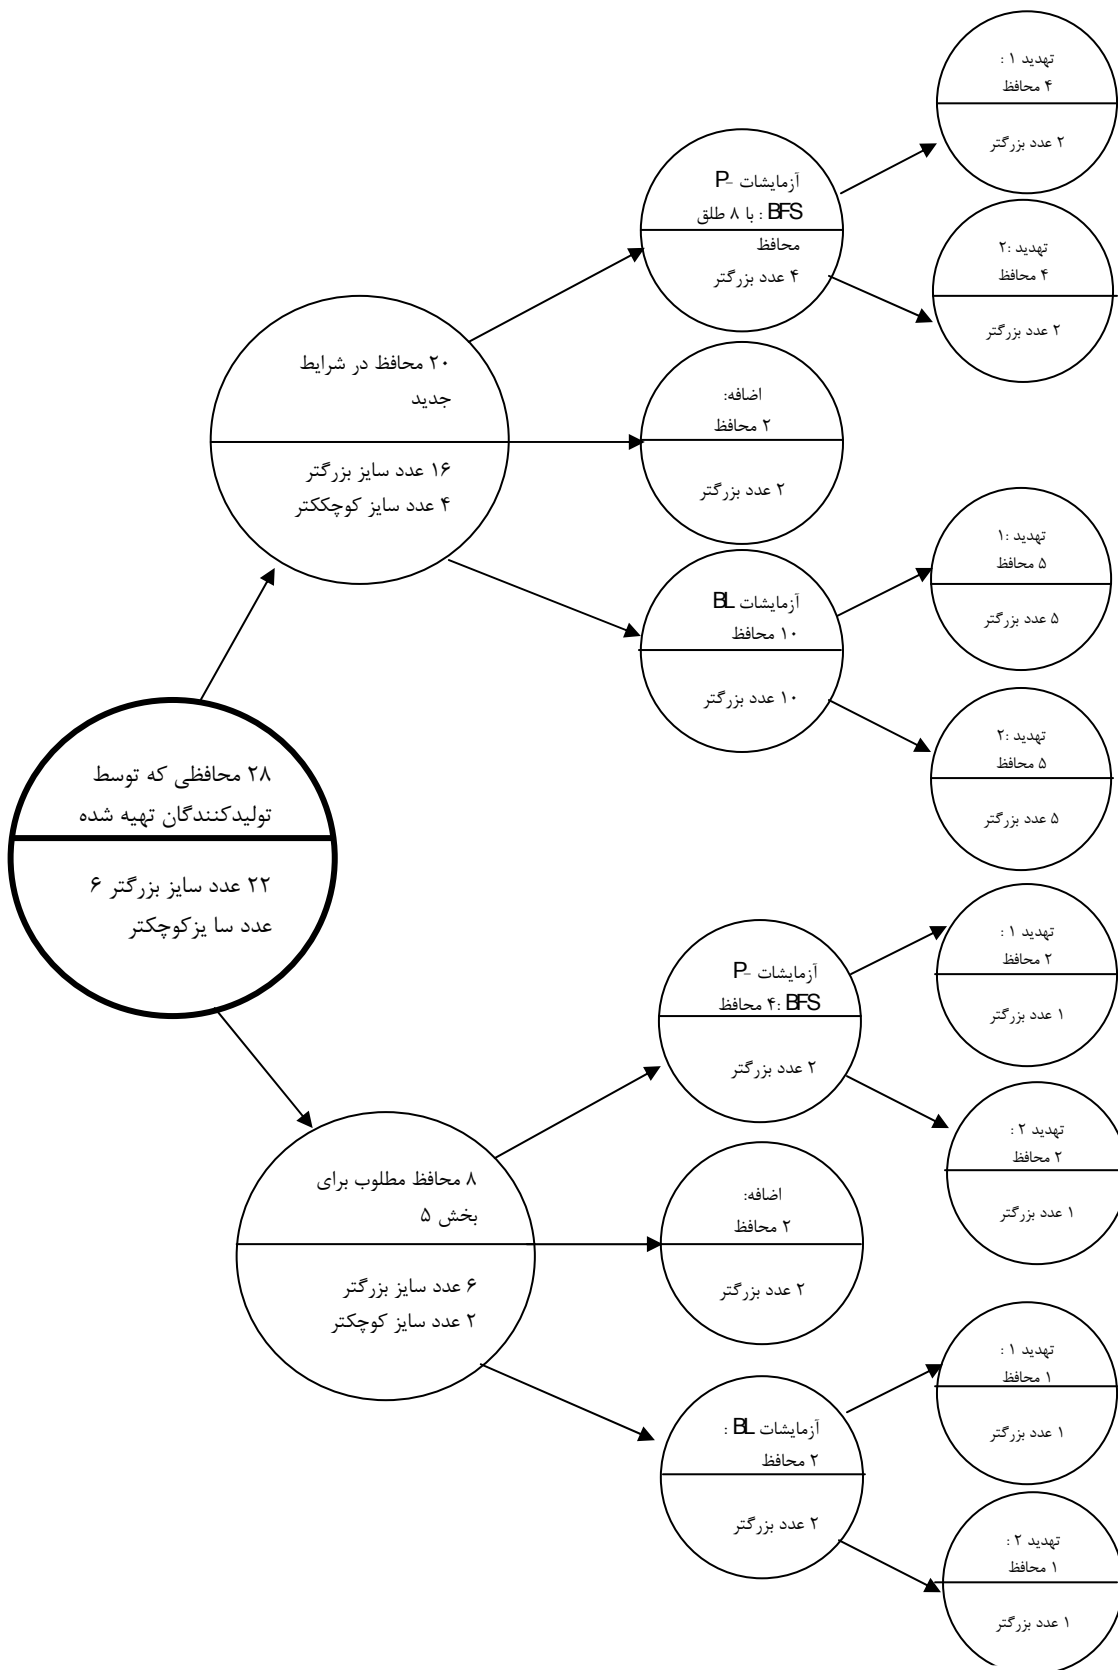 تهدید ۱ :
۴ محافظ
۲ عدد بزرگتر
آزمایشات P-
BFS : با ۸ طلق
محافظ
۴ عدد بزرگتر
تهدید :۲
۴ محافظ
۲ عدد بزرگتر
۲۰ محافظ در شرایط
جدید
۱۶ عدد سایز بزرگتر
۴ عدد سایز کوچککتر
اضافه:
۲ محافظ
۲ عدد بزرگتر
تهدید :۱
۵ محافظ
۵ عدد بزرگتر
آزمایشات BL
۱۰ محافظ
۱۰ عدد بزرگتر
تهدید :۲
۵ محافظ
۵ عدد بزرگتر
۲۸ محافظی که توسط
تولیدکنندگان تهیه شده
۲۲ عدد سایز بزرگتر ۶
عدد سا یزکوچکتر
تهدید ۱ :
۲ محافظ
۱ عدد بزرگتر
آزمایشات P-
BFS :۴ محافظ
۲ عدد بزرگتر
تهدید ۲ :
۲ محافظ
۱ عدد بزرگتر
۸ محافظ مطلوب برای
بخش ۵
۶ عدد سایز بزرگتر
۲ عدد سایز کوچکتر
اضافه:
۲ محافظ
۲ عدد بزرگتر
تهدید ۱ :
۱ محافظ
۱ عدد بزرگتر
آزمایشات BL :
۲ محافظ
۲ عدد بزرگتر
تهدید ۲ :
۱ محافظ
۱ عدد بزرگتر